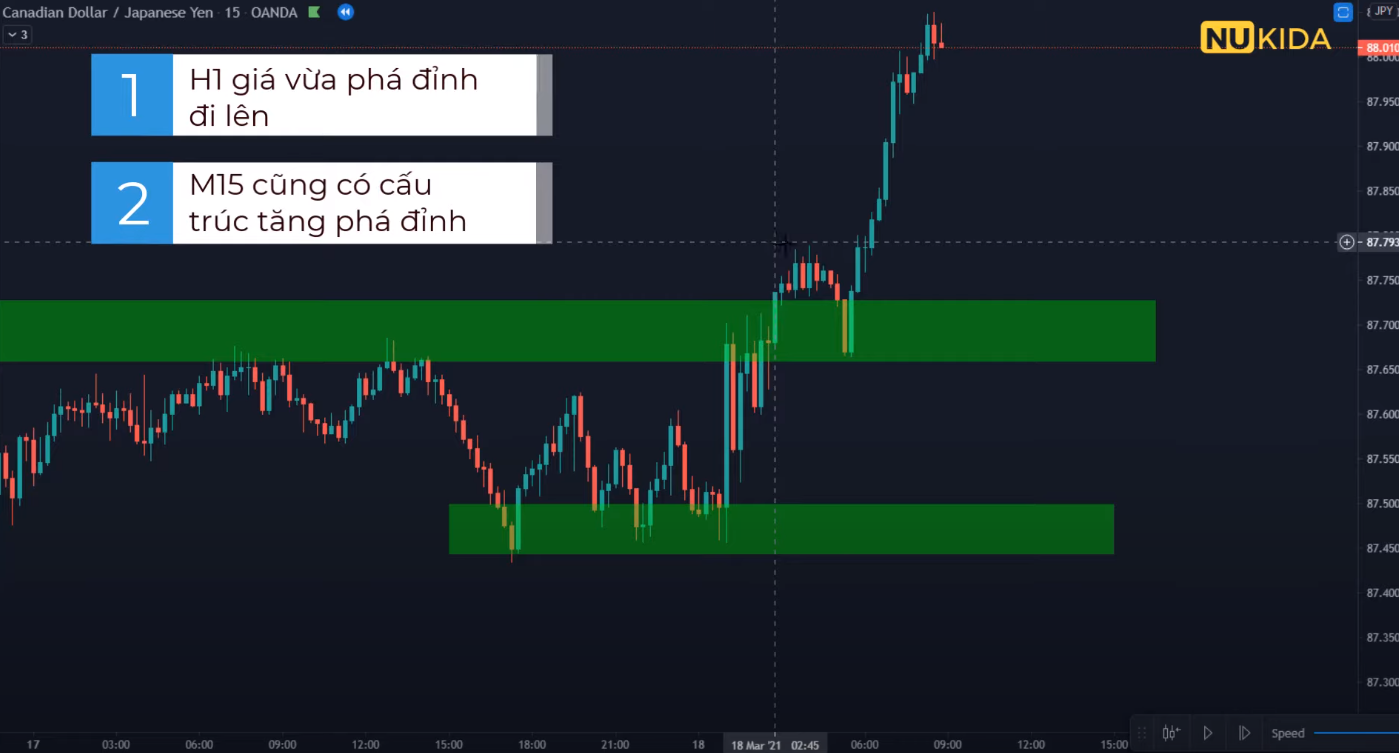 Canadian Dollar / Japanese Yen · 15 · OANDA
JPY
3
NUKIDA
88.010
88.000
1
H1 giá vừa phá đỉnh
đi lên
87.950
87.900
2
M15 cũng có cấu
trúc tăng phá đỉnh
87.850
87.793
87.750
87.700
87.650
87.600
87.550
87.500
87.450
87.400
87.350
87.300
Speed
17 03:00 06:00 09:00 12:00 15:00 18:00 21:00 18 18 Mar '21 02:45 06:00 09:00 12:00 15:00